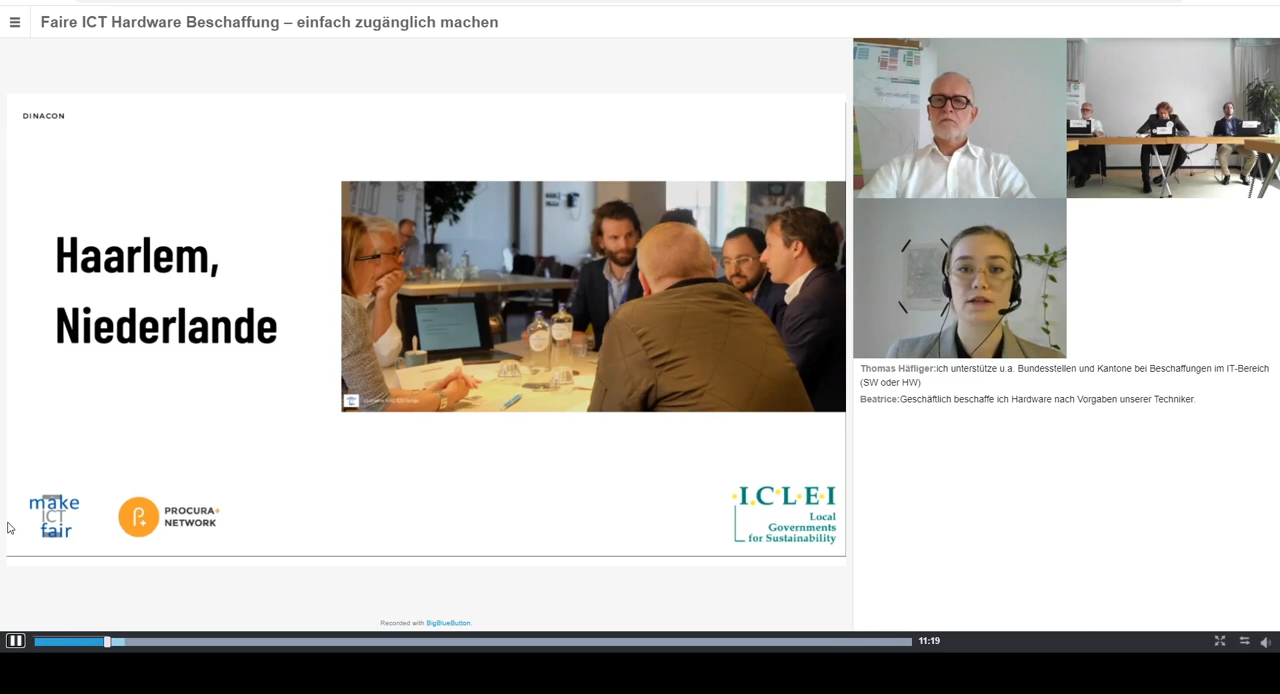 Faire ICT Hardware Beschaffung – einfach zugänglich machen
DINACON
Haarlem,
Niederlande
make
ICT
fair
PROCURA+
NETWORK
I.C.L.E.I
Local
Governments
for Sustainability
Thomas Häfliger:ich unterstütze u.a. Bundesstellen und Kantone bei Beschaffungen im IT-Bereich
(SW oder HW)
Beatrice:Geschäftlich beschaffe ich Hardware nach Vorgaben unserer Techniker.
Recorded with BigBlueButton.
11:19